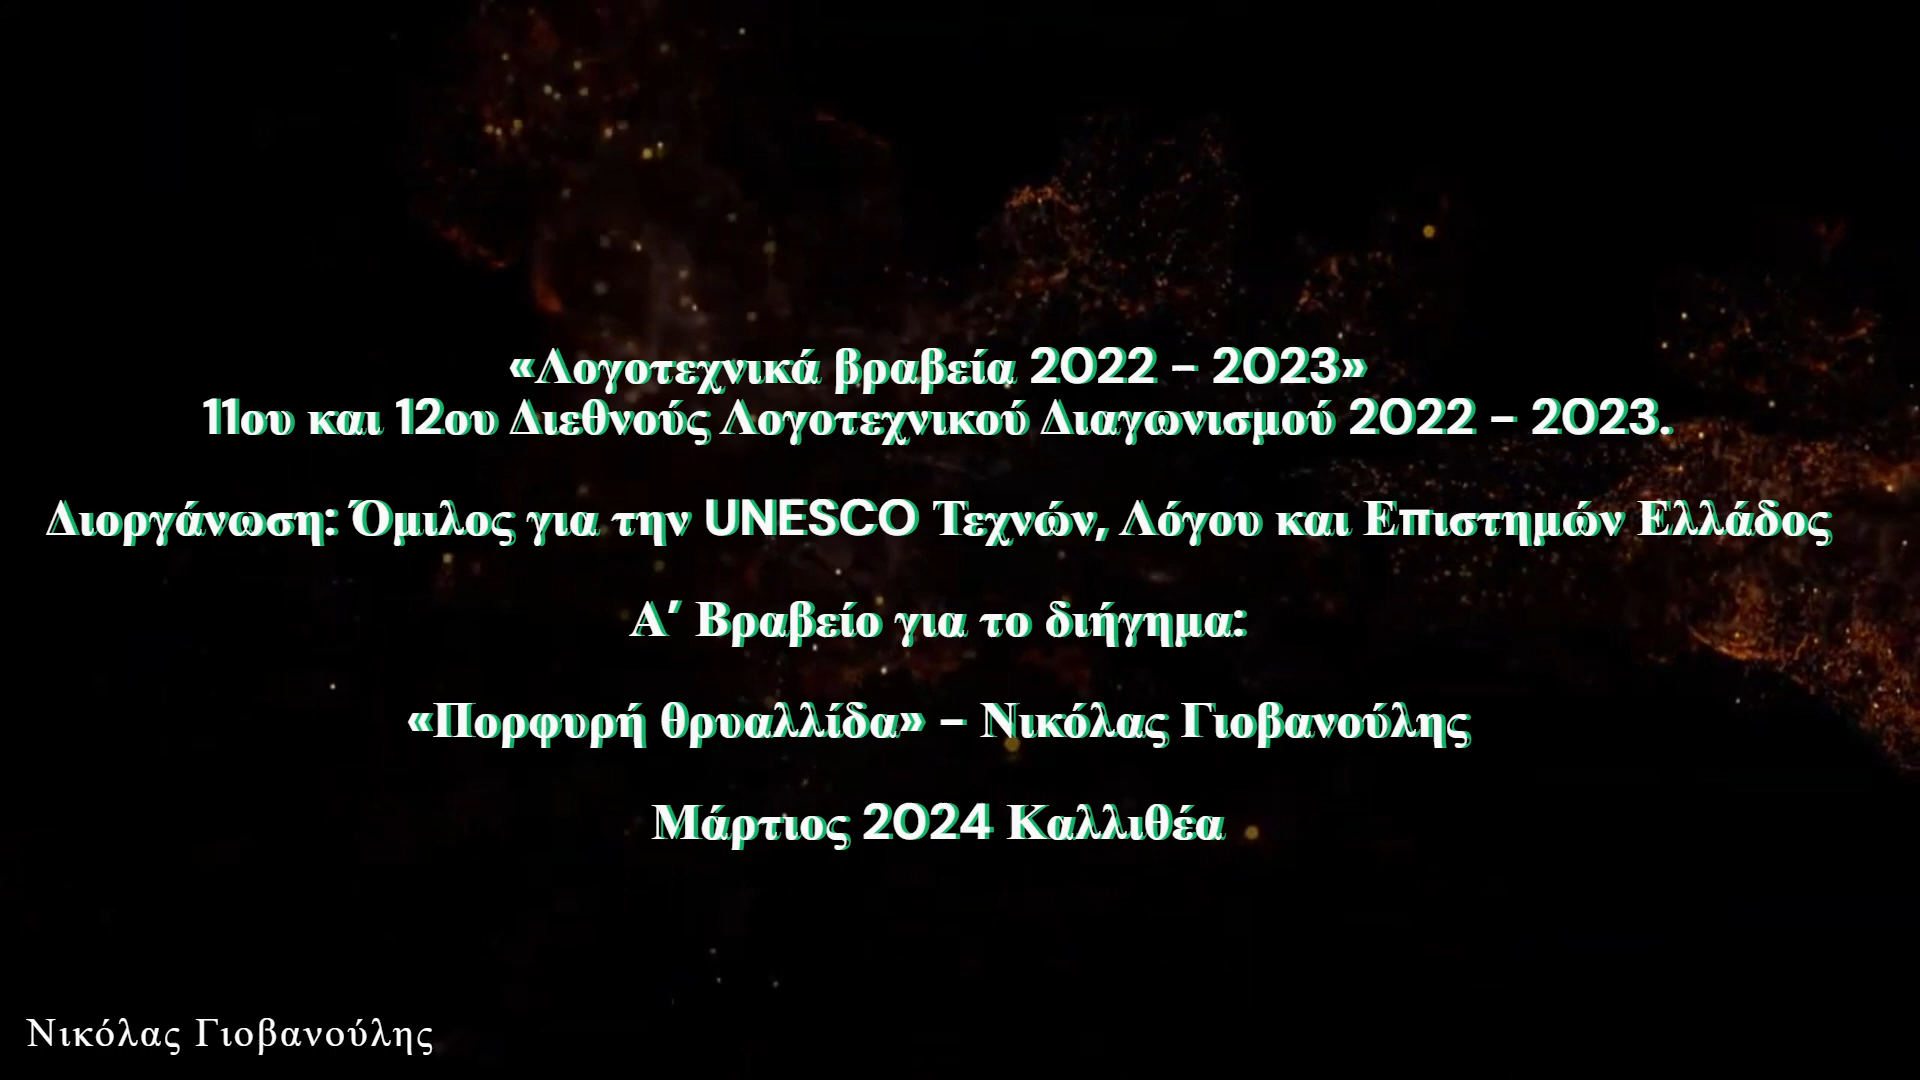 «Λογοτεχνικά βραβεία 2022 – 2023»
11ου και 12ου Διεθνούς Λογοτεχνικού Διαγωνισμού 2022 – 2023.
Διοργάνωση: Όμιλος για την UNESCO Τεχνών, Λόγου και Επιστημών Ελλάδος
Α′ Βραβείο για το διήγημα:
«Πορφυρή θρυαλλίδα» – Νικόλας Γιοβανούλης
Μάρτιος 2024 Καλλιθέα
Νικόλας Γιοβανούλης